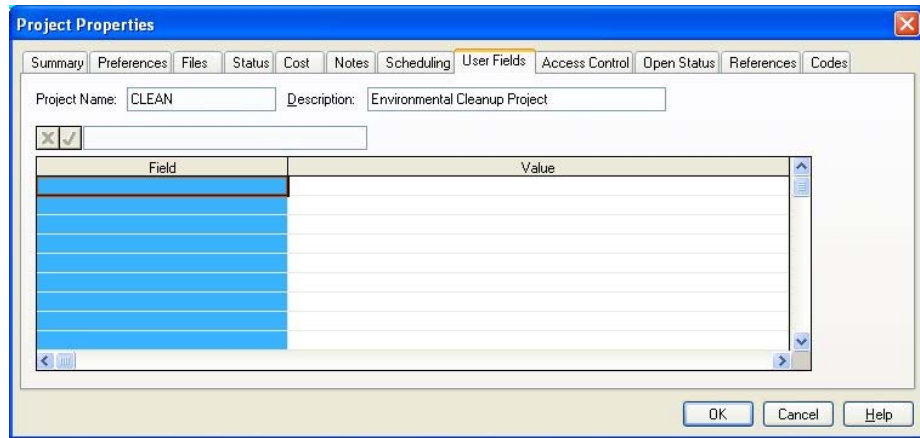 Project Properties
Summary Preferences Files Status Cost Notes Scheduling User Fields Access Control Open Status References Codes
Project Name: CLEAN Description: Environmental Cleanup Project
Field Value
OK Cancel Help